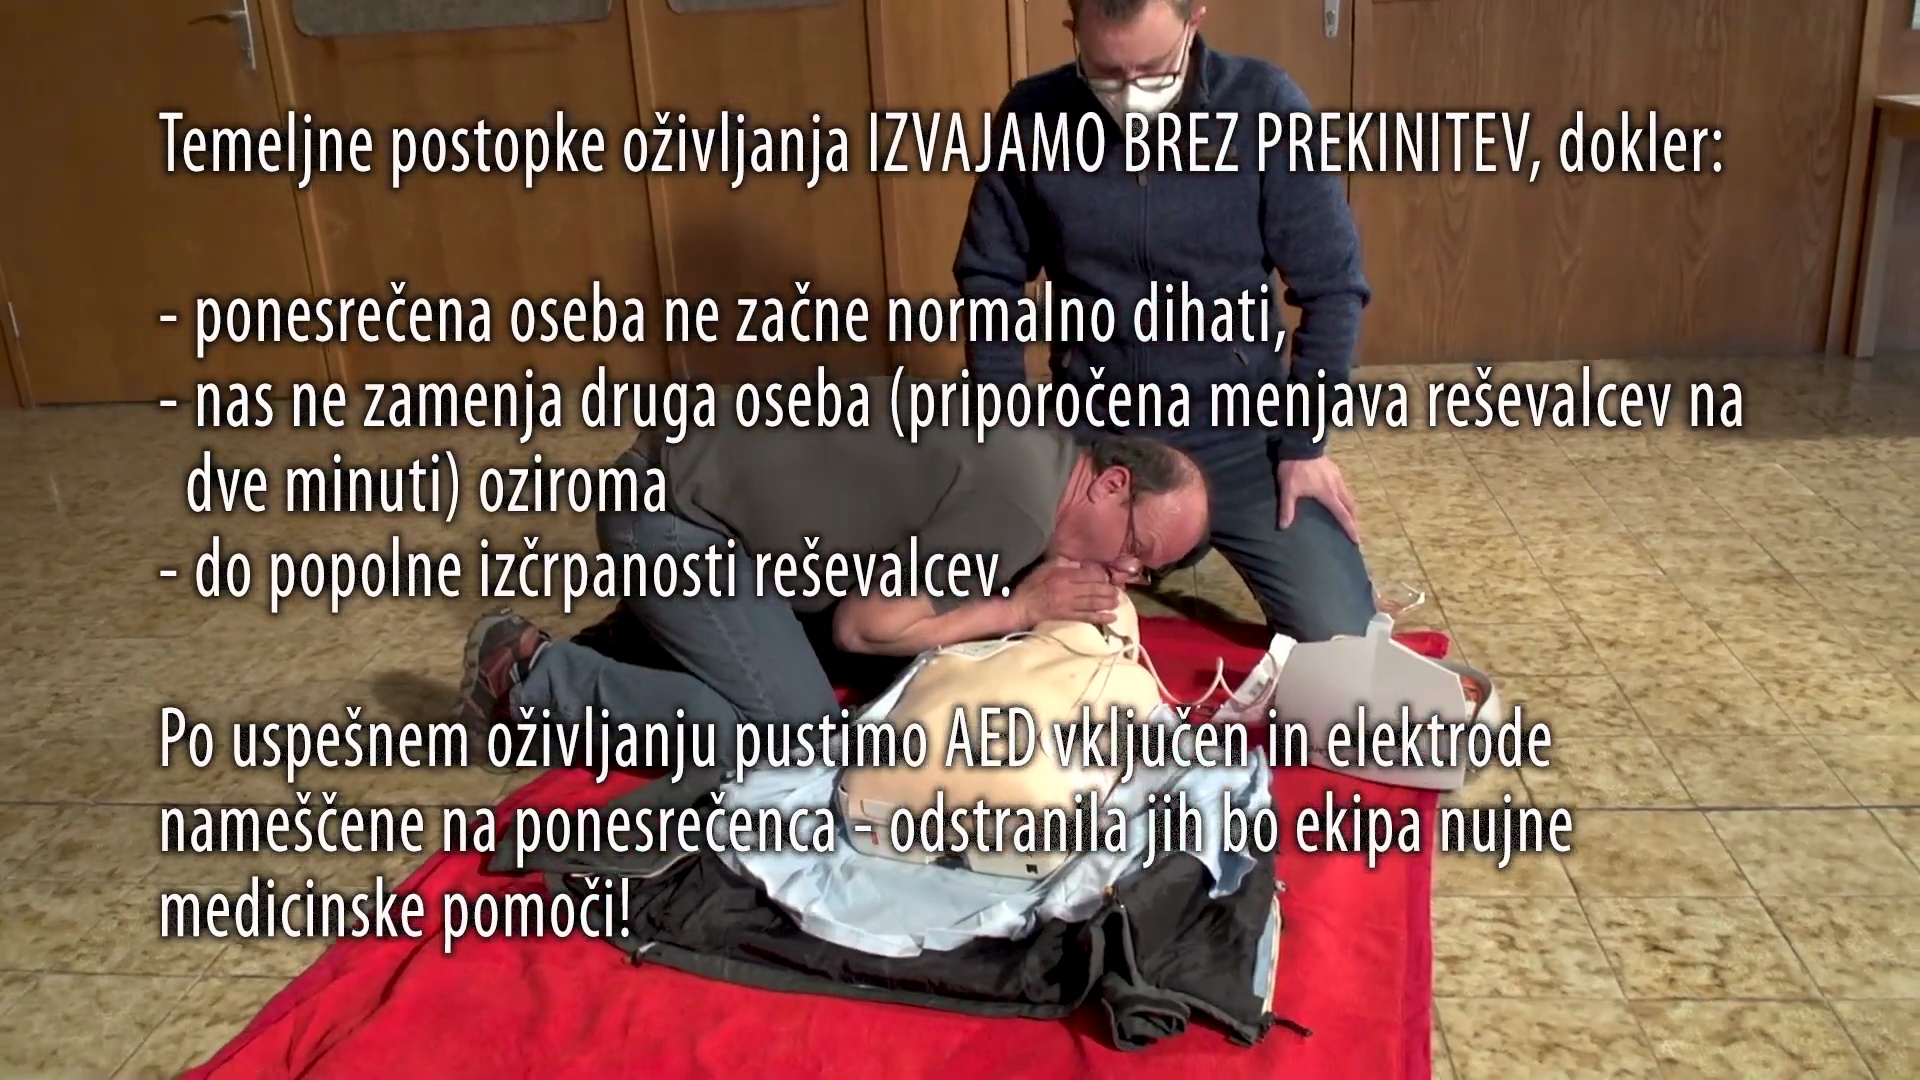 Temeljne postopke oživljanja IZVAJAMO BREZ PREKINITEV, dokler:
- ponesrečena oseba ne začne normalno dihati,
- nas ne zamenja druga oseba (priporočena menjava reševalcev na
dve minuti) oziroma
- do popolne izčrpanosti reševalcev.
Po uspešnem oživljanju pustimo AED vključen in elektrode
nameščene na ponesrečenca - odstranila jih bo ekipa nujne
medicinske pomoči!